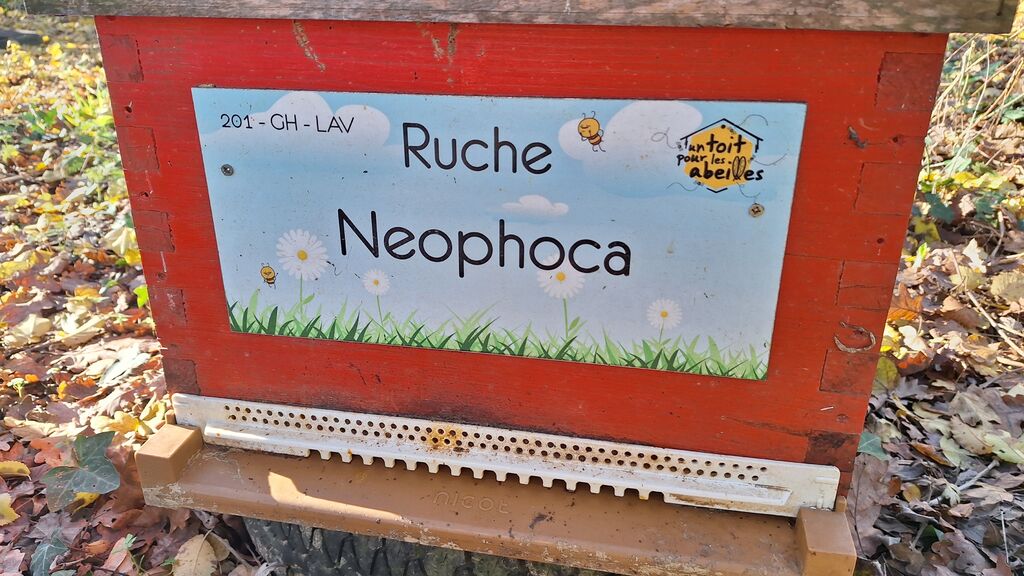 201 - GH - LAV
Ruche
un toit
pour les
abeilles
Neophoca
NICOT